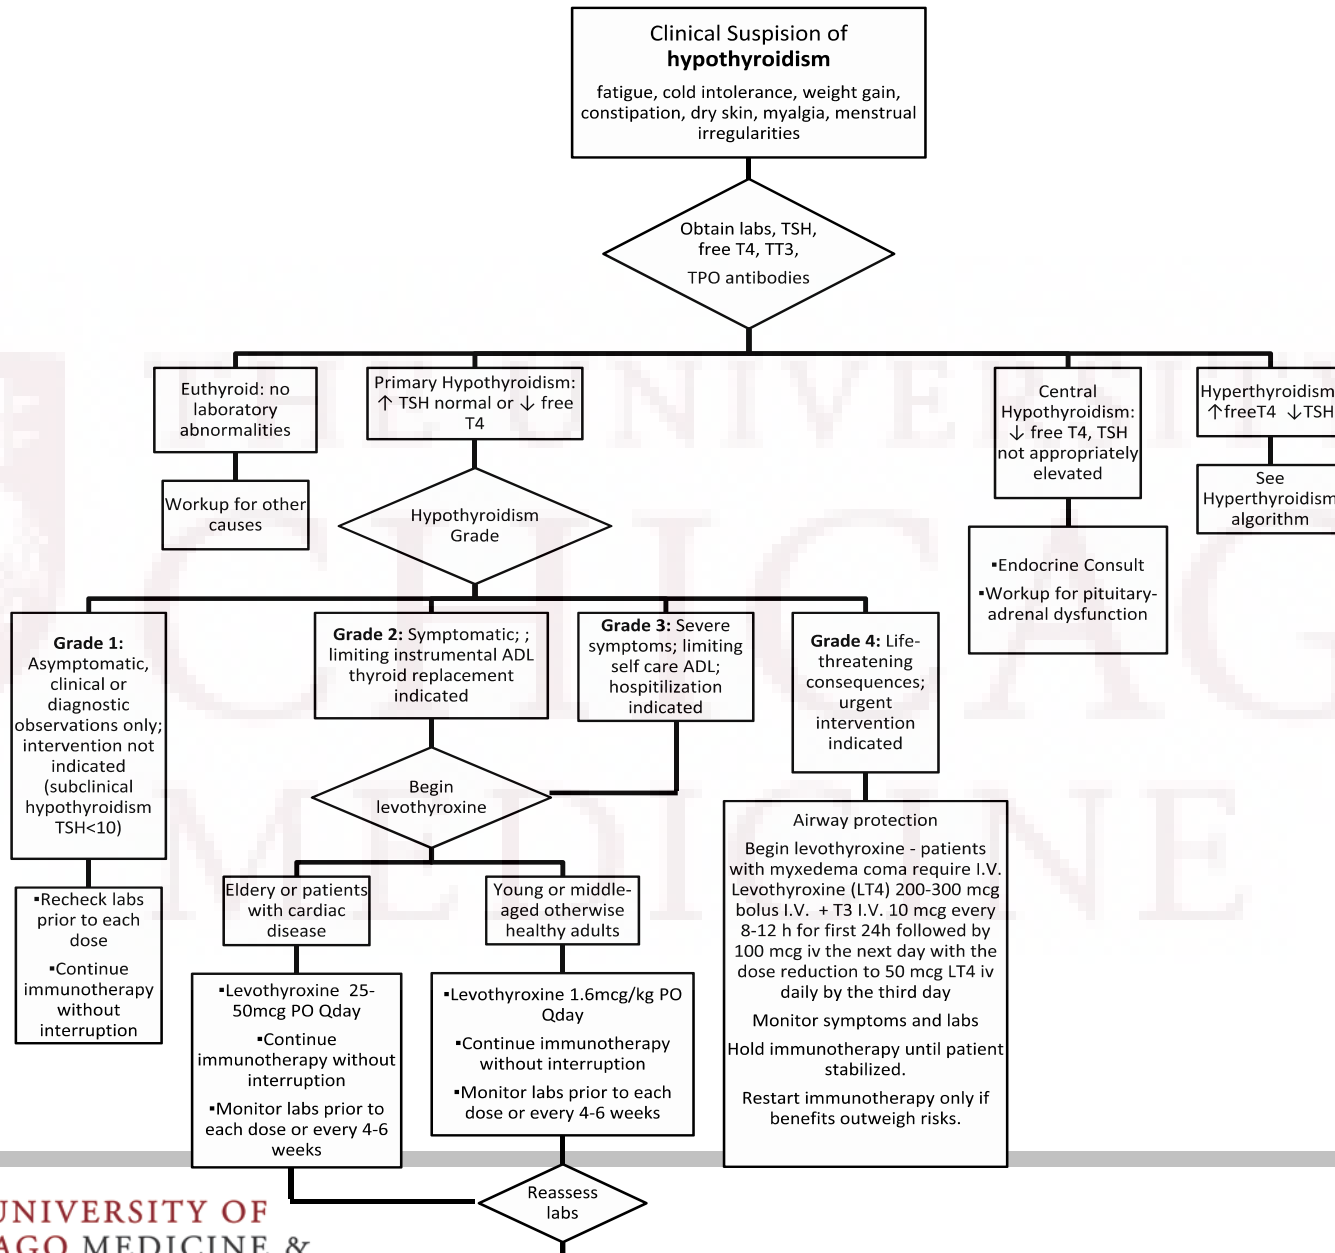 Clinical Suspision of
hypothyroidism
fatigue, cold intolerance, weight gain,
constipation, dry skin, myalgia, menstrual
irregularities
Obtain labs, TSH,
free T4, TT3,
TPO antibodies
Euthyroid: no
laboratory
abnormalities
Primary Hypothyroidism:
↑ TSH normal or ↓ free
T4
Central
Hypothyroidism:
↓ free T4, TSH
not appropriately
elevated
Hyperthyroidism
↑freeT4 ↓TSH
Workup for other
causes
Hypothyroidism
Grade
▪Endocrine Consult
▪Workup for pituitary-
adrenal dysfunction
See
Hyperthyroidism
algorithm
Grade 1:
Asymptomatic,
clinical or
diagnostic
observations only;
intervention not
indicated
(subclinical
hypothyroidism
TSH<10)
Grade 2: Symptomatic; ;
limiting instrumental ADL
thyroid replacement
indicated
Grade 3: Severe
symptoms; limiting
self care ADL;
hospitilization
indicated
Grade 4: Life-
threatening
consequences;
urgent
intervention
indicated
Begin
levothyroxine
▪Recheck labs
prior to each
dose
▪Continue
immunotherapy
without
interruption
Eldery or patients
with cardiac
disease
Young or middle-
aged otherwise
healthy adults
▪Levothyroxine 25-
50mcg PO Qday
▪Continue
immunotherapy without
interruption
▪Monitor labs prior to
each dose or every 4-6
weeks
▪Levothyroxine 1.6mcg/kg PO
Qday
▪Continue immunotherapy
without interruption
▪Monitor labs prior to each
dose or every 4-6 weeks
Airway protection
Begin levothyroxine - patients
with myxedema coma require I.V.
Levothyroxine (LT4) 200-300 mcg
bolus I.V. + T3 I.V. 10 mcg every
8-12 h for first 24h followed by
100 mcg iv the next day with the
dose reduction to 50 mcg LT4 iv
daily by the third day
Monitor symptoms and labs
Hold immunotherapy until patient
stabilized.
Restart immunotherapy only if
benefits outweigh risks.
Reassess
labs
THE UNIVERSITY
CHICAG
MEDICINE
UNIVERSITY OF
AGO MEDICINE &